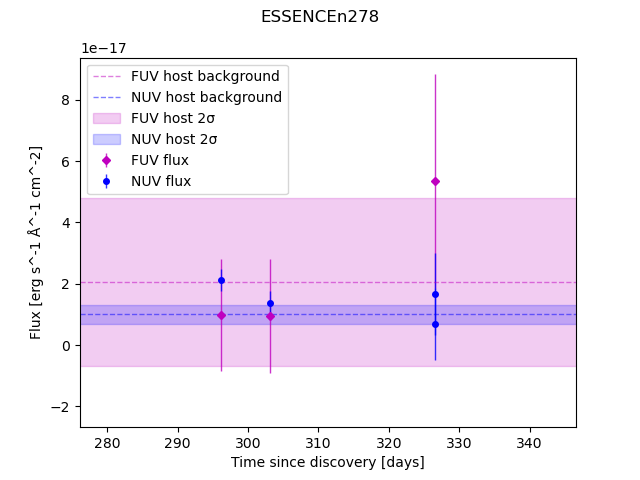 ESSENCEn278
1e−17
FUV host background
NUV host background
FUV host 2σ
NUV host 2σ
FUV flux
NUV flux
8
6
4
2
0
−2
Flux [erg s^-1 Å^-1 cm^-2]
280 290 300 310 320 330 340
Time since discovery [days]